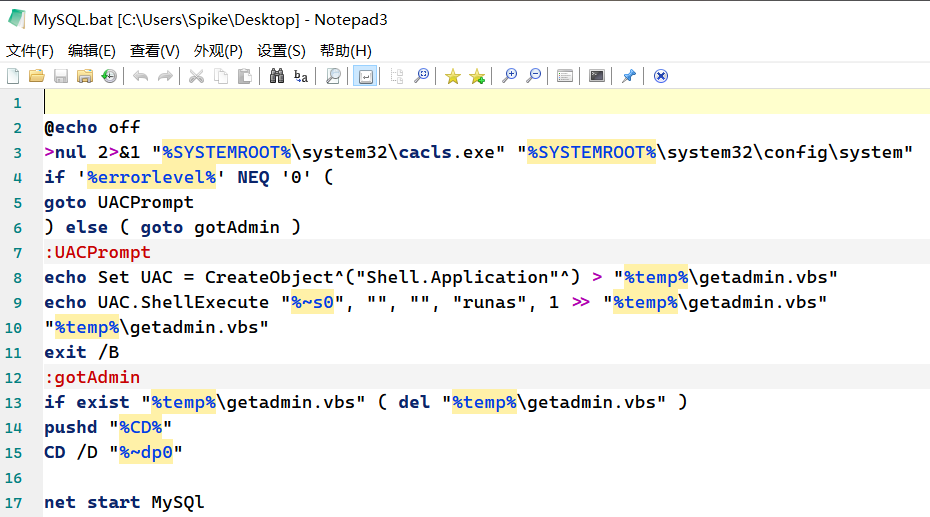 MySQL.bat [C:\Users\Spike\Desktop] - Notepad3
文件(F) 编辑(E) 查看(V) 外观(P) 设置(S) 帮助(H)
1
2 @echo off
3 >nul 2>&1 "%SYSTEMROOT%\system32\cacls.exe" "%SYSTEMROOT%\system32\config\system"
4 if '%errorlevel%' NEQ '0' (
5 goto UACPrompt
6 ) else ( goto gotAdmin )
7 :UACPrompt
8 echo Set UAC = CreateObject^("Shell.Application"^) > "%temp%\getadmin.vbs"
9 echo UAC.ShellExecute "%~s0", "", "", "runas", 1 >> "%temp%\getadmin.vbs"
10 "%temp%\getadmin.vbs"
11 exit /B
12 :gotAdmin
13 if exist "%temp%\getadmin.vbs" ( del "%temp%\getadmin.vbs" )
14 pushd "%CD%"
15 CD /D "%~dp0"
16
17 net start MySQl